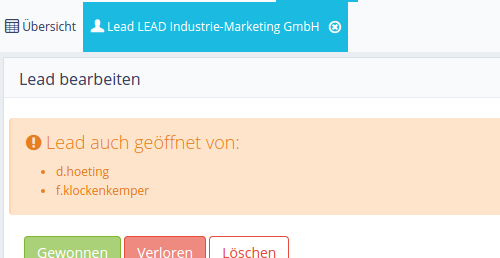 Übersicht
Lead LEAD Industrie-Marketing GmbH
Lead bearbeiten
Lead auch geöffnet von:
d.hoeting
f.klockenkemper
Gewonnen Verloren Löschen